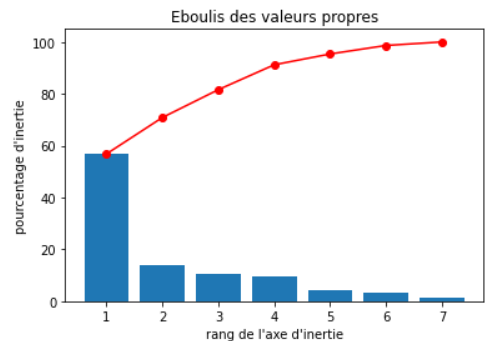 Eboulis des valeurs propres
100
80
60
40
20
0
pourcentage d'inertie
1 2 3 4 5 6 7
rang de l'axe d'inertie